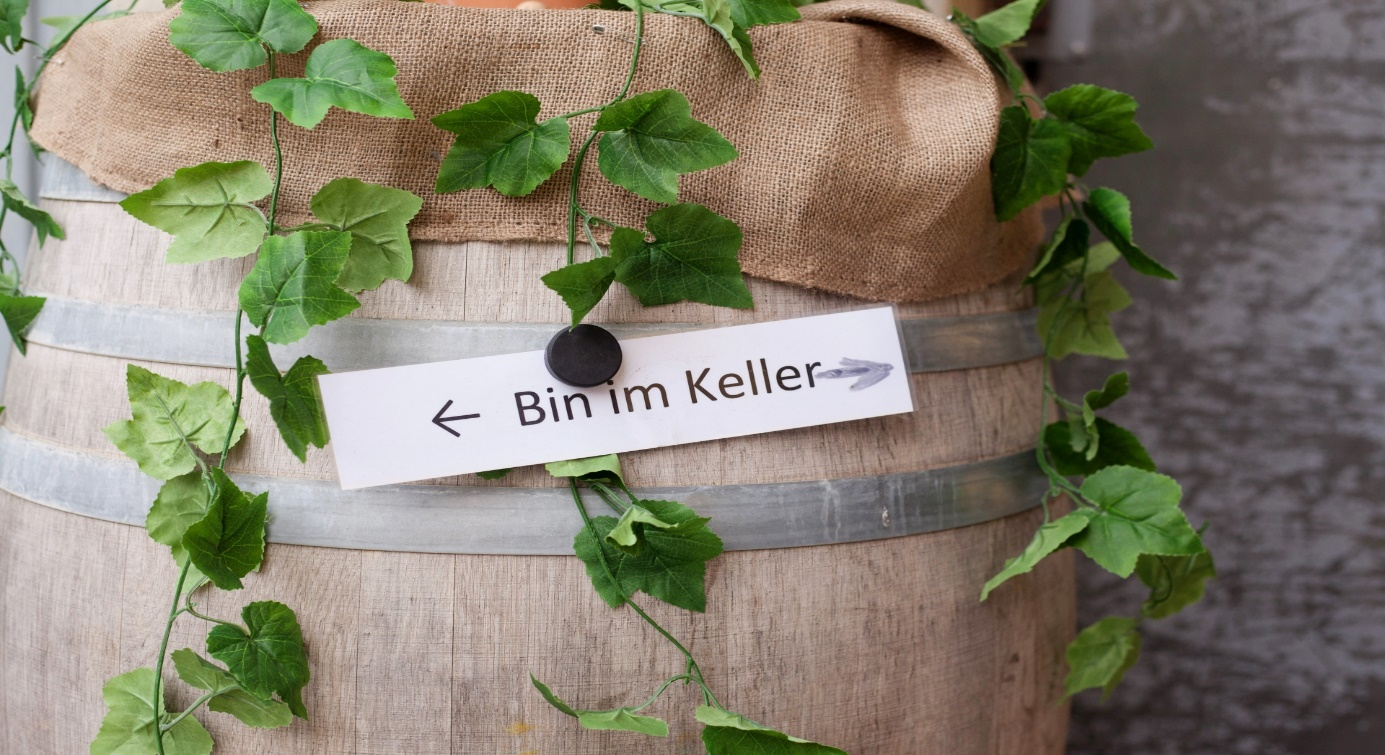 ← Bin im Keller →